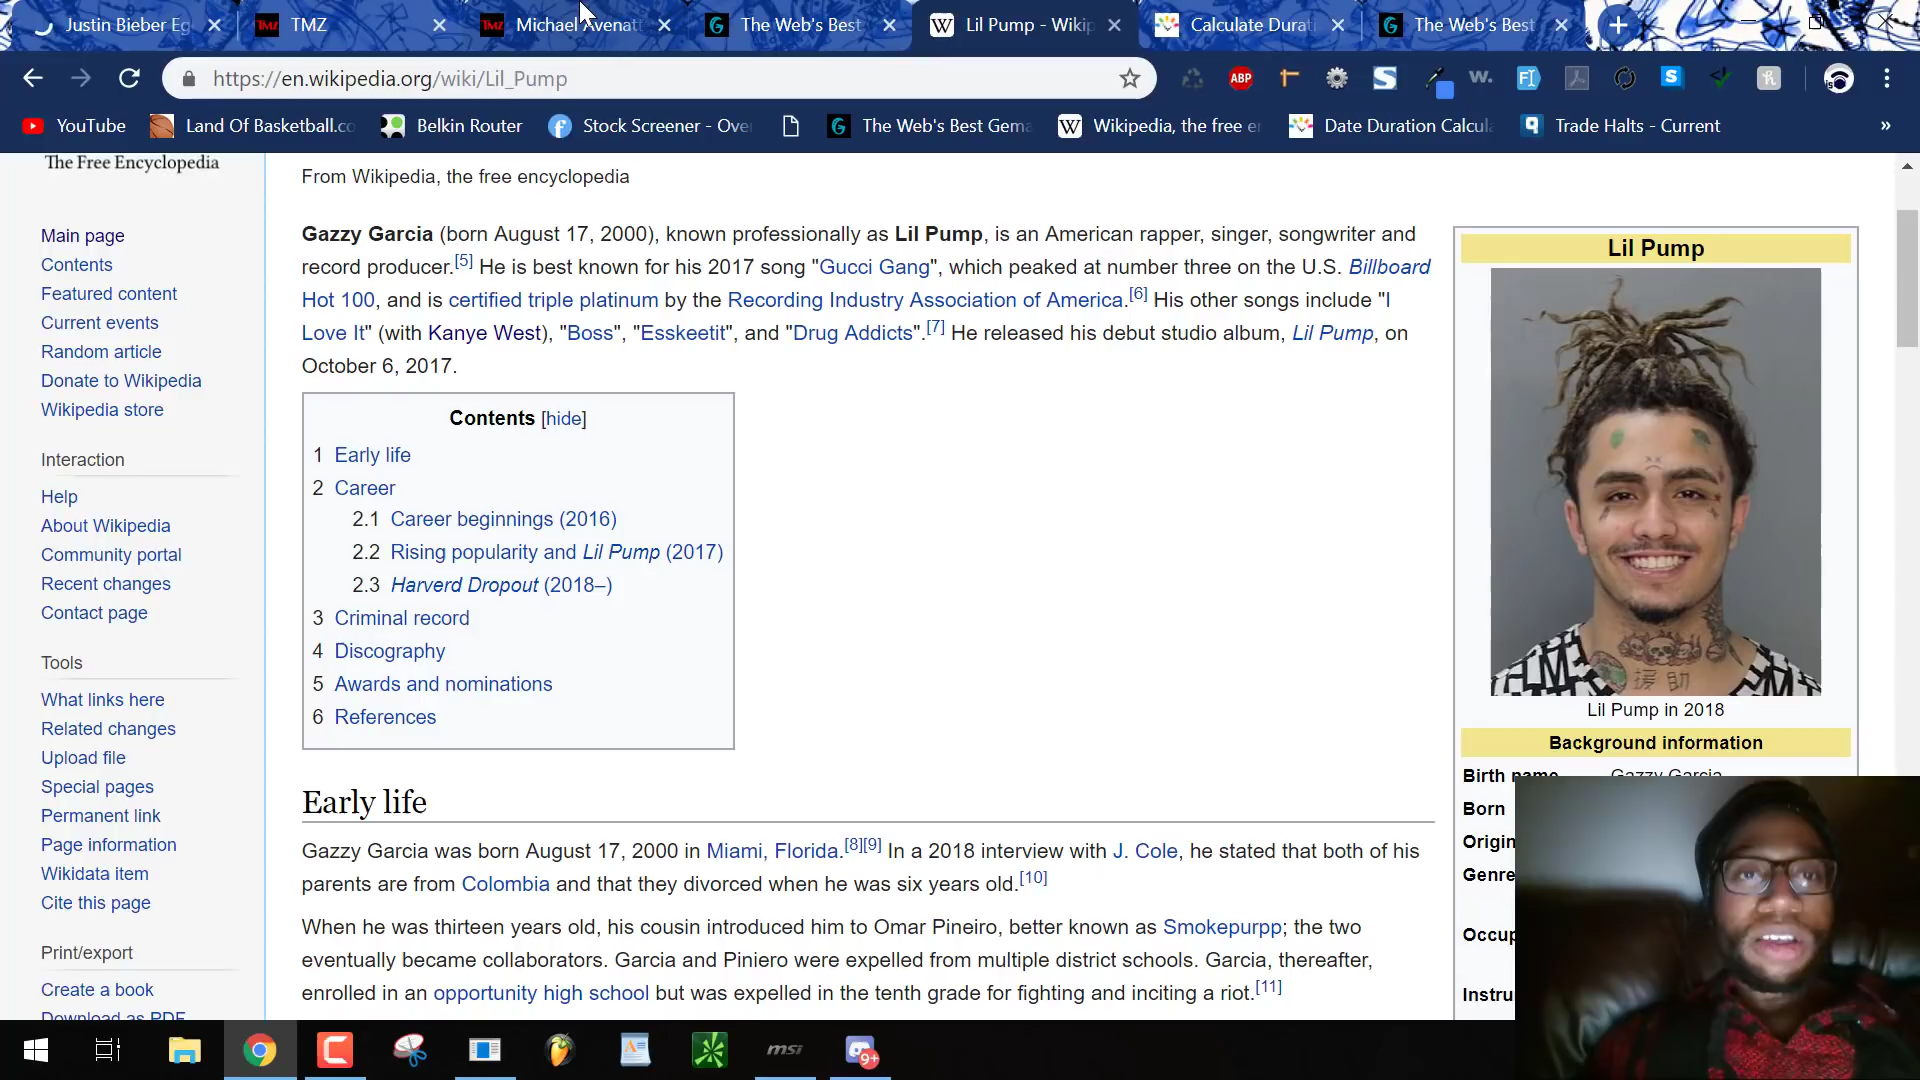 Justin Bieber Eg
TMZ
TMZ
TMZ
Michael Avenatt
The Web's Best
W
Lil Pump - Wikip
Calculate Durati
The Web's Best
https://en.wikipedia.org/wiki/Lil_Pump
ABP
YouTube
Land Of Basketball.co
Belkin Router
Stock Screener - Ove
The Web's Best Gema
Wikipedia, the free e
Date Duration Calcul
Trade Halts - Current
»
The Free Encyclopedia
Main page
Contents
Featured content
Current events
Random article
Donate to Wikipedia
Wikipedia store
Interaction
Help
About Wikipedia
Community portal
Recent changes
Contact page
Tools
What links here
Related changes
Upload file
Special pages
Permanent link
Page information
Wikidata item
Cite this page
Print/export
Create a book
Download as PDF
From Wikipedia, the free encyclopedia
Gazzy Garcia (born August 17, 2000), known professionally as Lil Pump, is an American rapper, singer, songwriter and
record producer.[5] He is best known for his 2017 song "Gucci Gang", which peaked at number three on the U.S. Billboard
Hot 100, and is certified triple platinum by the Recording Industry Association of America.[6] His other songs include "I
Love It" (with Kanye West), "Boss", "Esskeetit", and "Drug Addicts".[7] He released his debut studio album, Lil Pump, on
October 6, 2017.
Contents [hide]
1 Early life
2 Career
2.1 Career beginnings (2016)
2.2 Rising popularity and Lil Pump (2017)
2.3 Harverd Dropout (2018–)
3 Criminal record
4 Discography
5 Awards and nominations
6 References
Early life
Gazzy Garcia was born August 17, 2000 in Miami, Florida.[8][9] In a 2018 interview with J. Cole, he stated that both of his
parents are from Colombia and that they divorced when he was six years old.[10]
When he was thirteen years old, his cousin introduced him to Omar Pineiro, better known as Smokepurpp; the two
eventually became collaborators. Garcia and Piniero were expelled from multiple district schools. Garcia, thereafter,
enrolled in an opportunity high school but was expelled in the tenth grade for fighting and inciting a riot.[11]
Lil Pump
援助
Lil Pump in 2018
Background information
Birth name Gazzy Garcia
Born
Origin
Genre
Occup
Instru
msi
9+